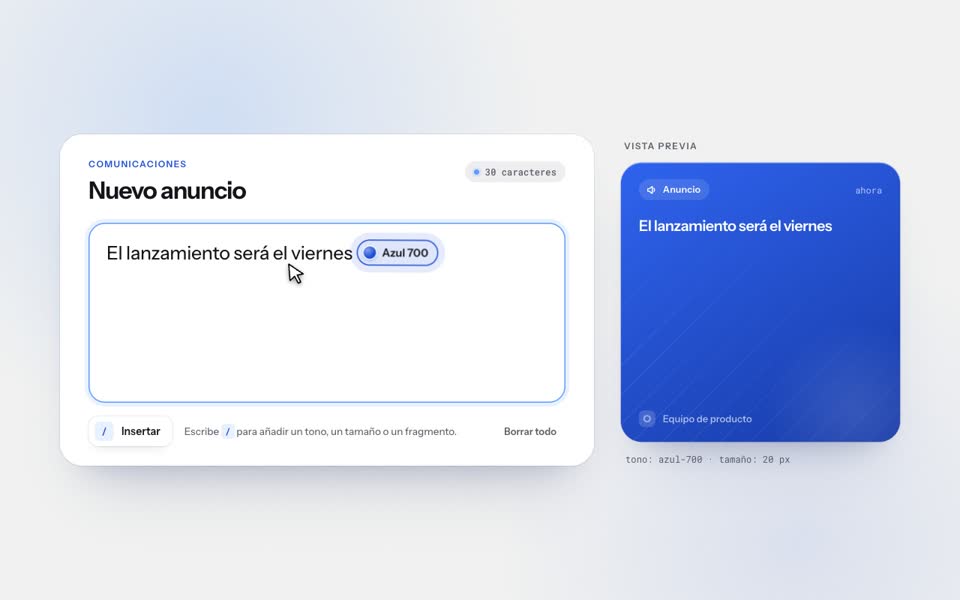 COMUNICACIONES
Nuevo anuncio
30 caracteres
El lanzamiento será el viernes Azul 700
/ Insertar
Escribe / para añadir un tono, un tamaño o un fragmento.
Borrar todo
VISTA PREVIA
Anuncio
ahora
El lanzamiento será el viernes
Equipo de producto
tono: azul-700 · tamaño: 20 px